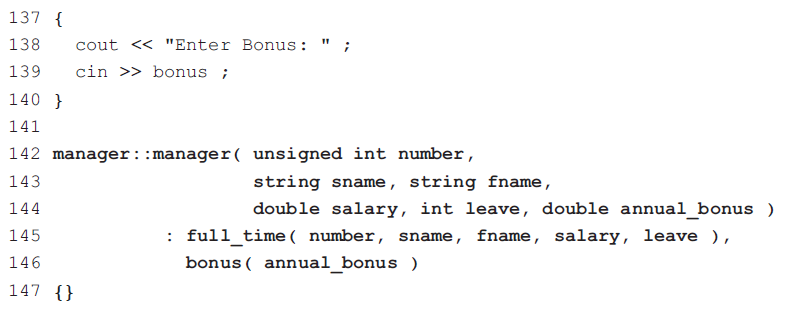 137 {
138   cout << "Enter Bonus: " ;
139   cin >> bonus ;
140 }
141
142 manager::manager( unsigned int number,
143                   string sname, string fname,
144                   double salary, int leave, double annual_bonus )
145           : full_time( number, sname, fname, salary, leave ),
146             bonus( annual_bonus )
147 {}